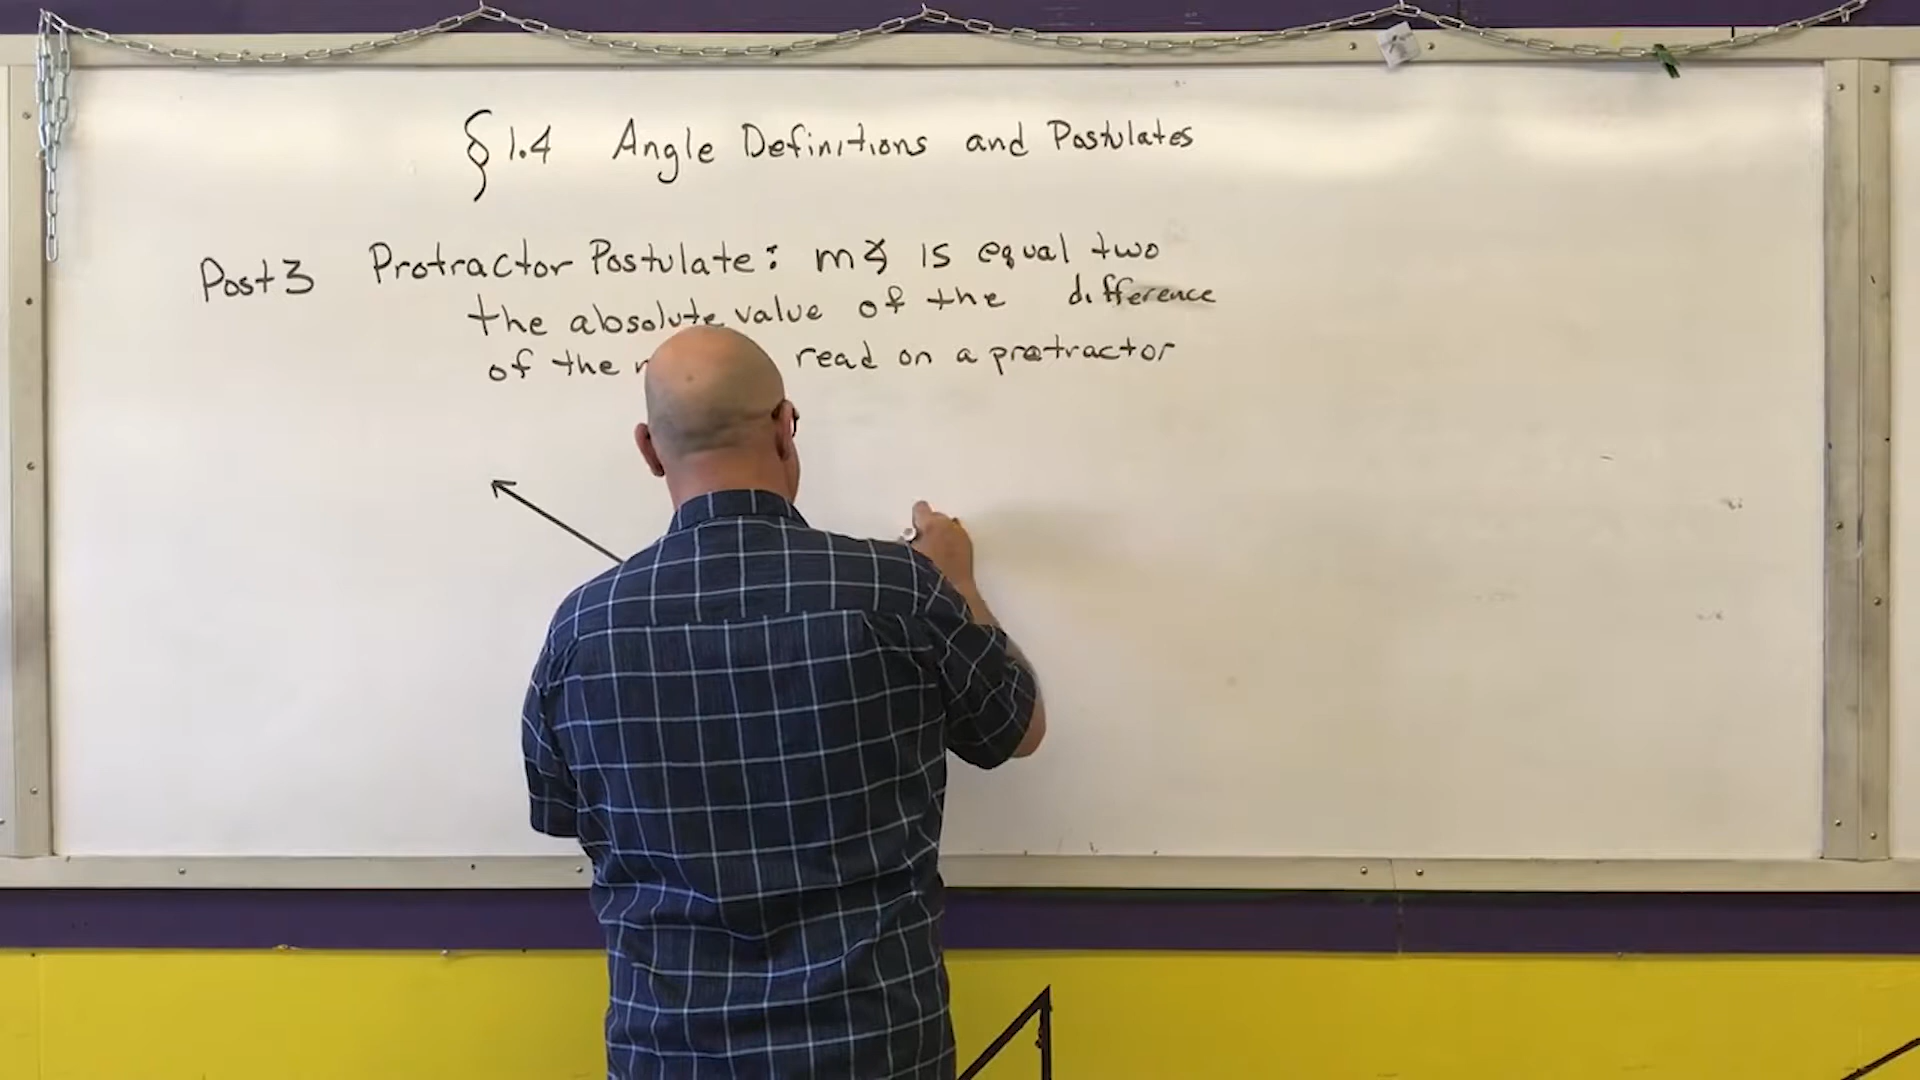 § 1.4 Angle Definitions and Postulates
Post 3 Protractor Postulate: m∡ is equal two
the absolute value of the difference
of the read on a protractor